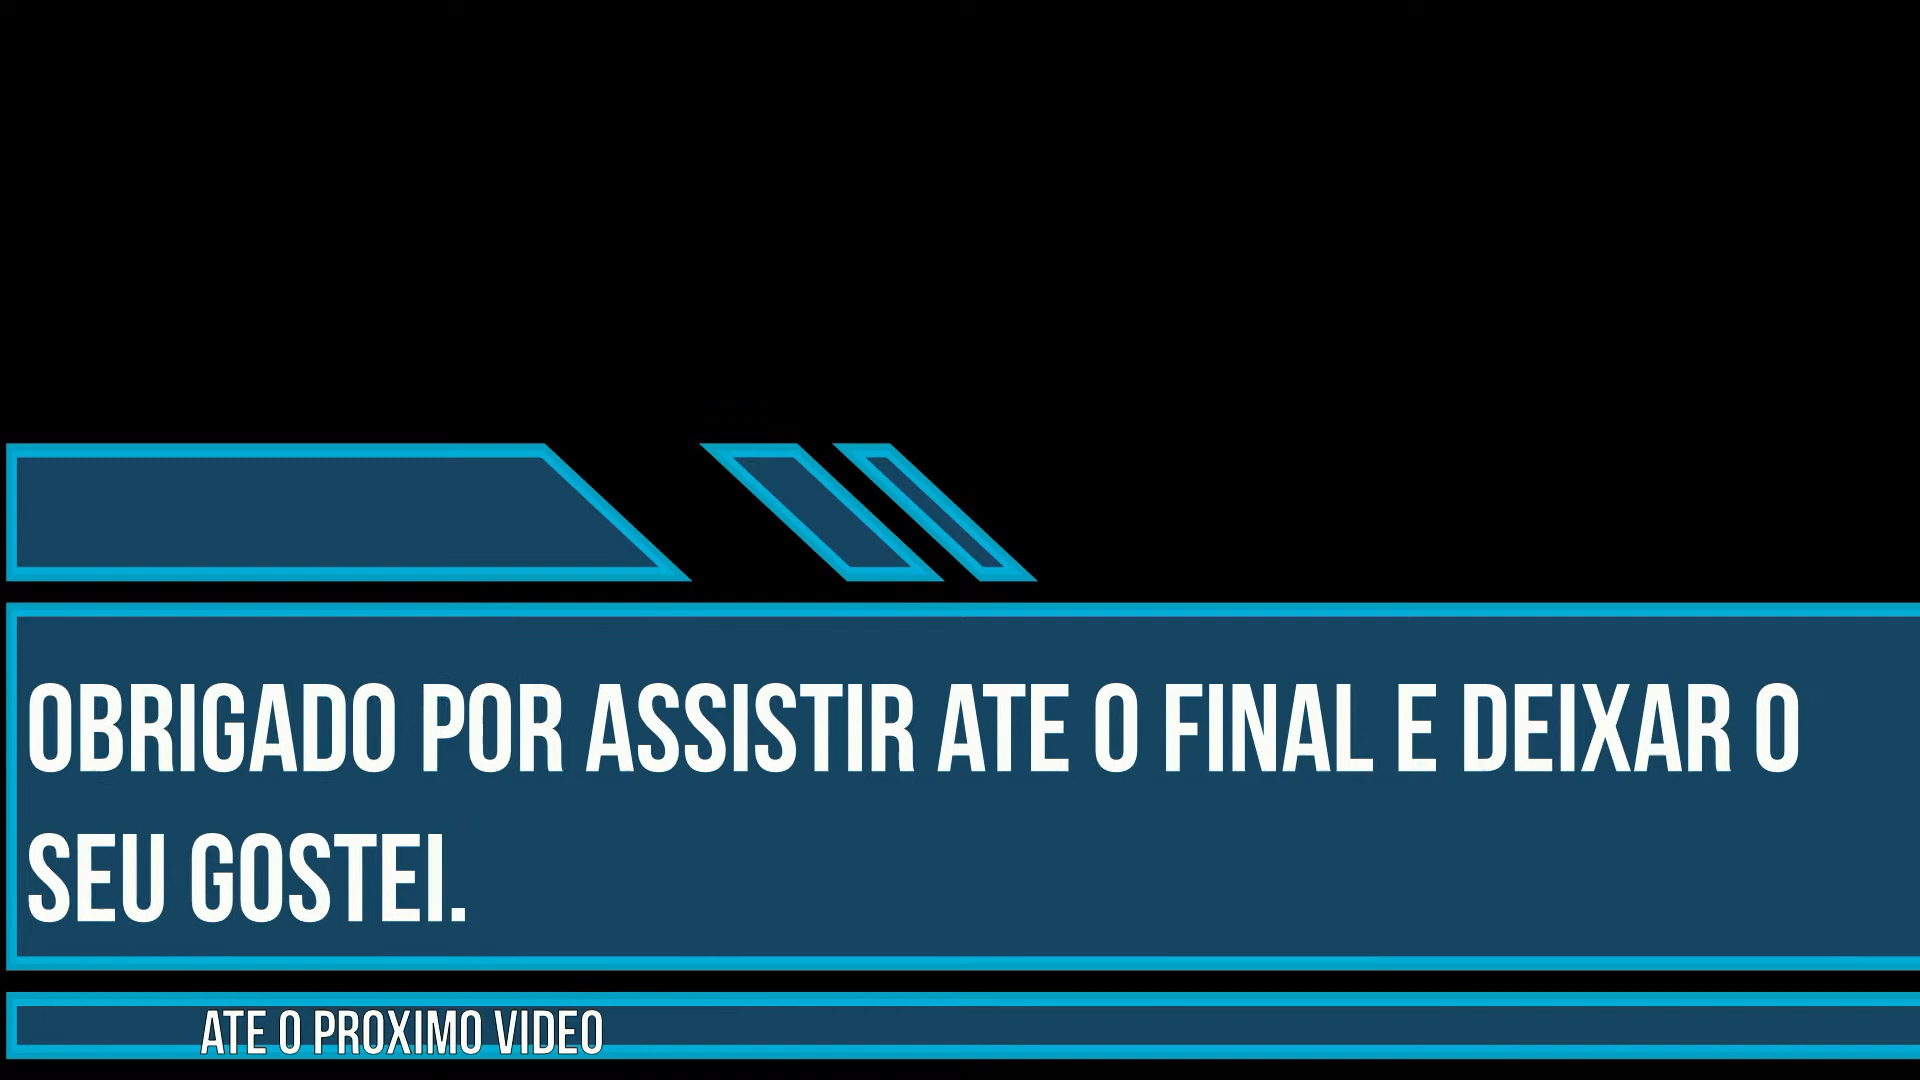 OBRIGADO POR ASSISTIR ATE O FINAL E DEIXAR O
SEU GOSTEI.
ATE O PROXIMO VIDEO